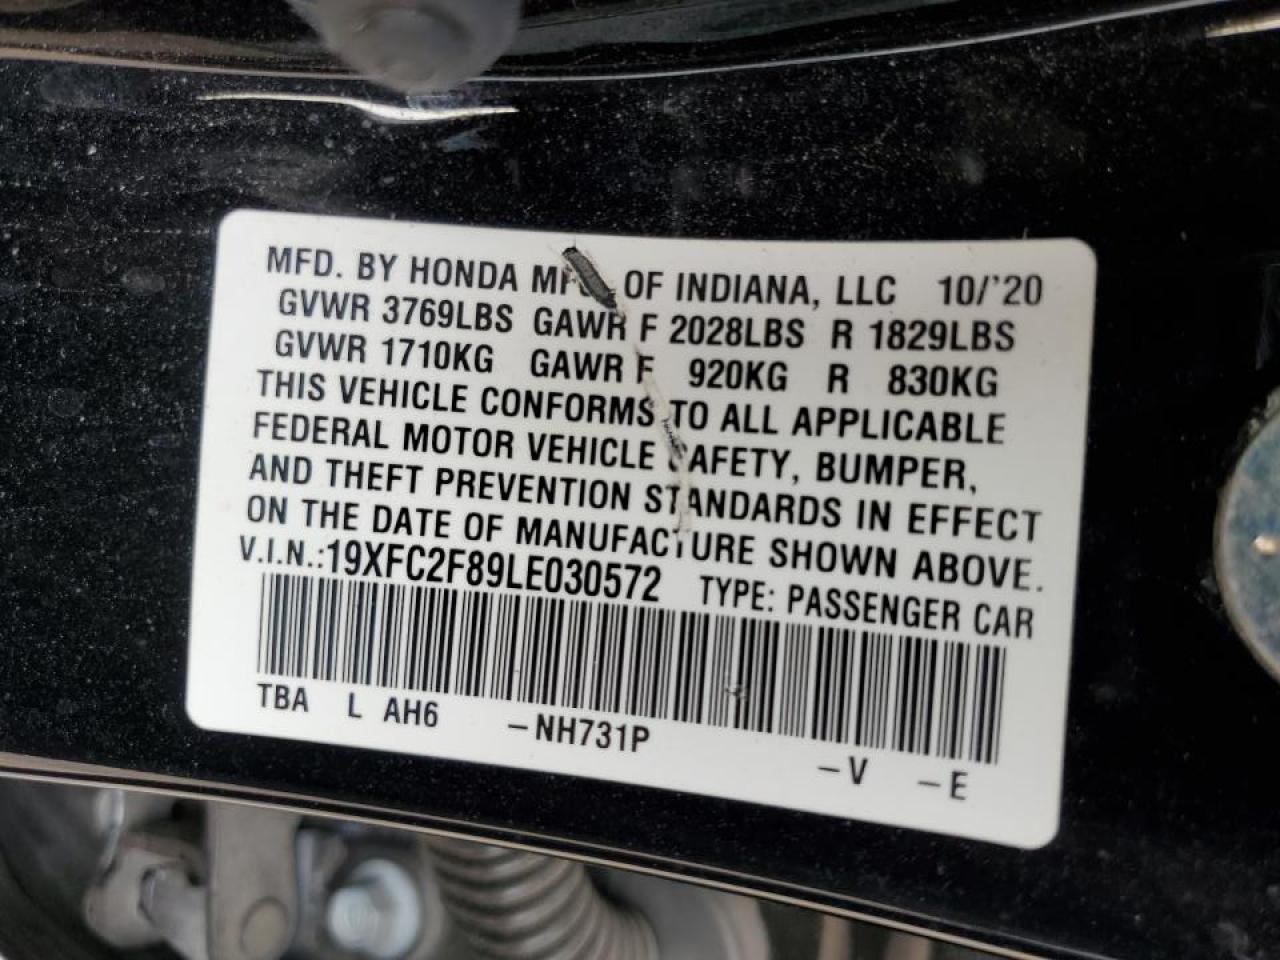 MFD. BY HONDA OF INDIANA, LLC 10/'20
GVWR 3769LBS GAWR F 2028LBS R 1829LBS
GVWR 1710KG GAWR F 920KG R 830KG
THIS VEHICLE CONFORMS TO ALL APPLICABLE
FEDERAL MOTOR VEHICLE SAFETY, BUMPER,
AND THEFT PREVENTION STANDARDS IN EFFECT
ON THE DATE OF MANUFACTURE SHOWN ABOVE.
V.I.N.:19XFC2F89LE030572 TYPE: PASSENGER CAR
TBA L AH6 –NH731P –V –E